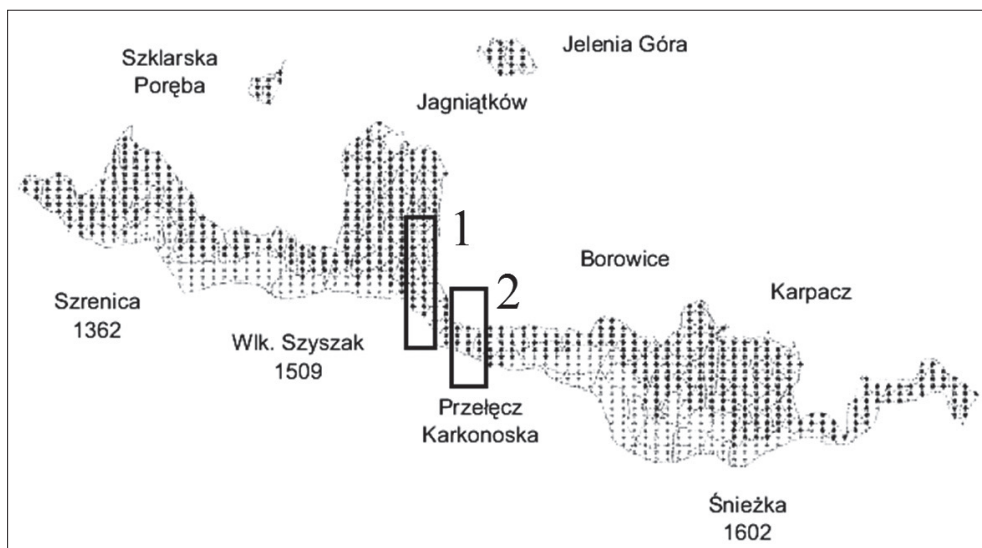 Szklarska
Poręba
Jelenia Góra
Jagniątków
1
2
Borowice
Karpacz
Szrenica
1362
Wlk. Szyszak
1509
Przełęcz
Karkonoska
Śnieżka
1602